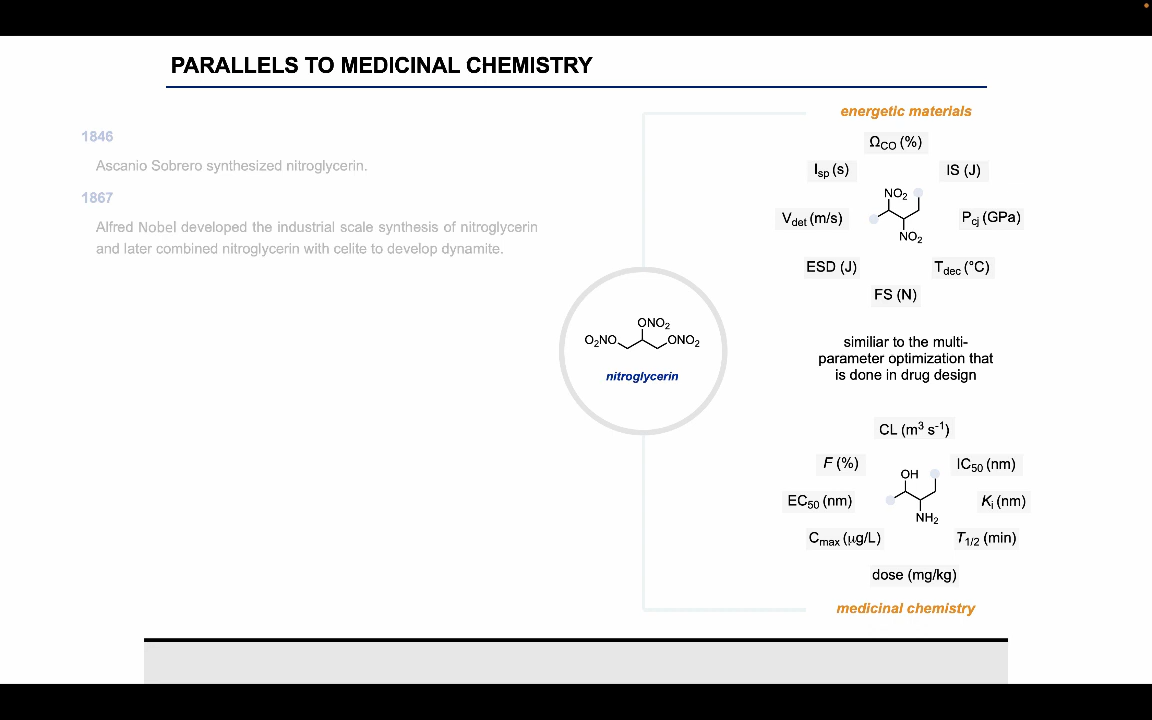 PARALLELS TO MEDICINAL CHEMISTRY
1846
Ascanio Sobrero synthesized nitroglycerin.
1867
Alfred Nobel developed the industrial scale synthesis of nitroglycerin
and later combined nitroglycerin with celite to develop dynamite.
ONO₂
O₂NO
ONO₂
nitroglycerin
energetic materials
Ω_CO (%)
I_sp (s)
IS (J)
NO₂
V_det (m/s)
P_cj (GPa)
NO₂
ESD (J)
T_dec (°C)
FS (N)
similiar to the multi-
parameter optimization that
is done in drug design
CL (m³ s⁻¹)
F (%)
IC₅₀ (nm)
OH
EC₅₀ (nm)
K_i (nm)
NH₂
C_max (μg/L)
T_1/2 (min)
dose (mg/kg)
medicinal chemistry